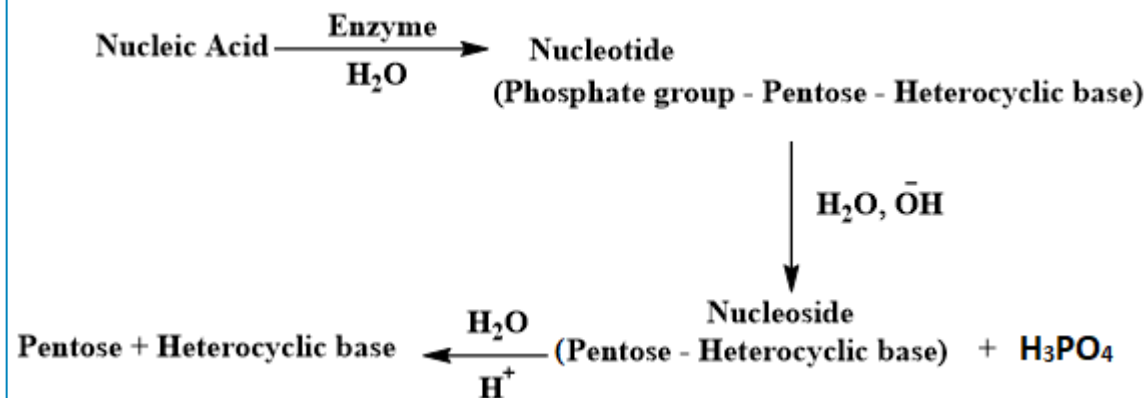 Nucleic Acid Enzyme Nucleotide
H₂O
(Phosphate group - Pentose - Heterocyclic base)
H₂O, ŌH
Nucleoside
(Pentose - Heterocyclic base) + H₃PO₄
H₂O
H⁺
Pentose + Heterocyclic base